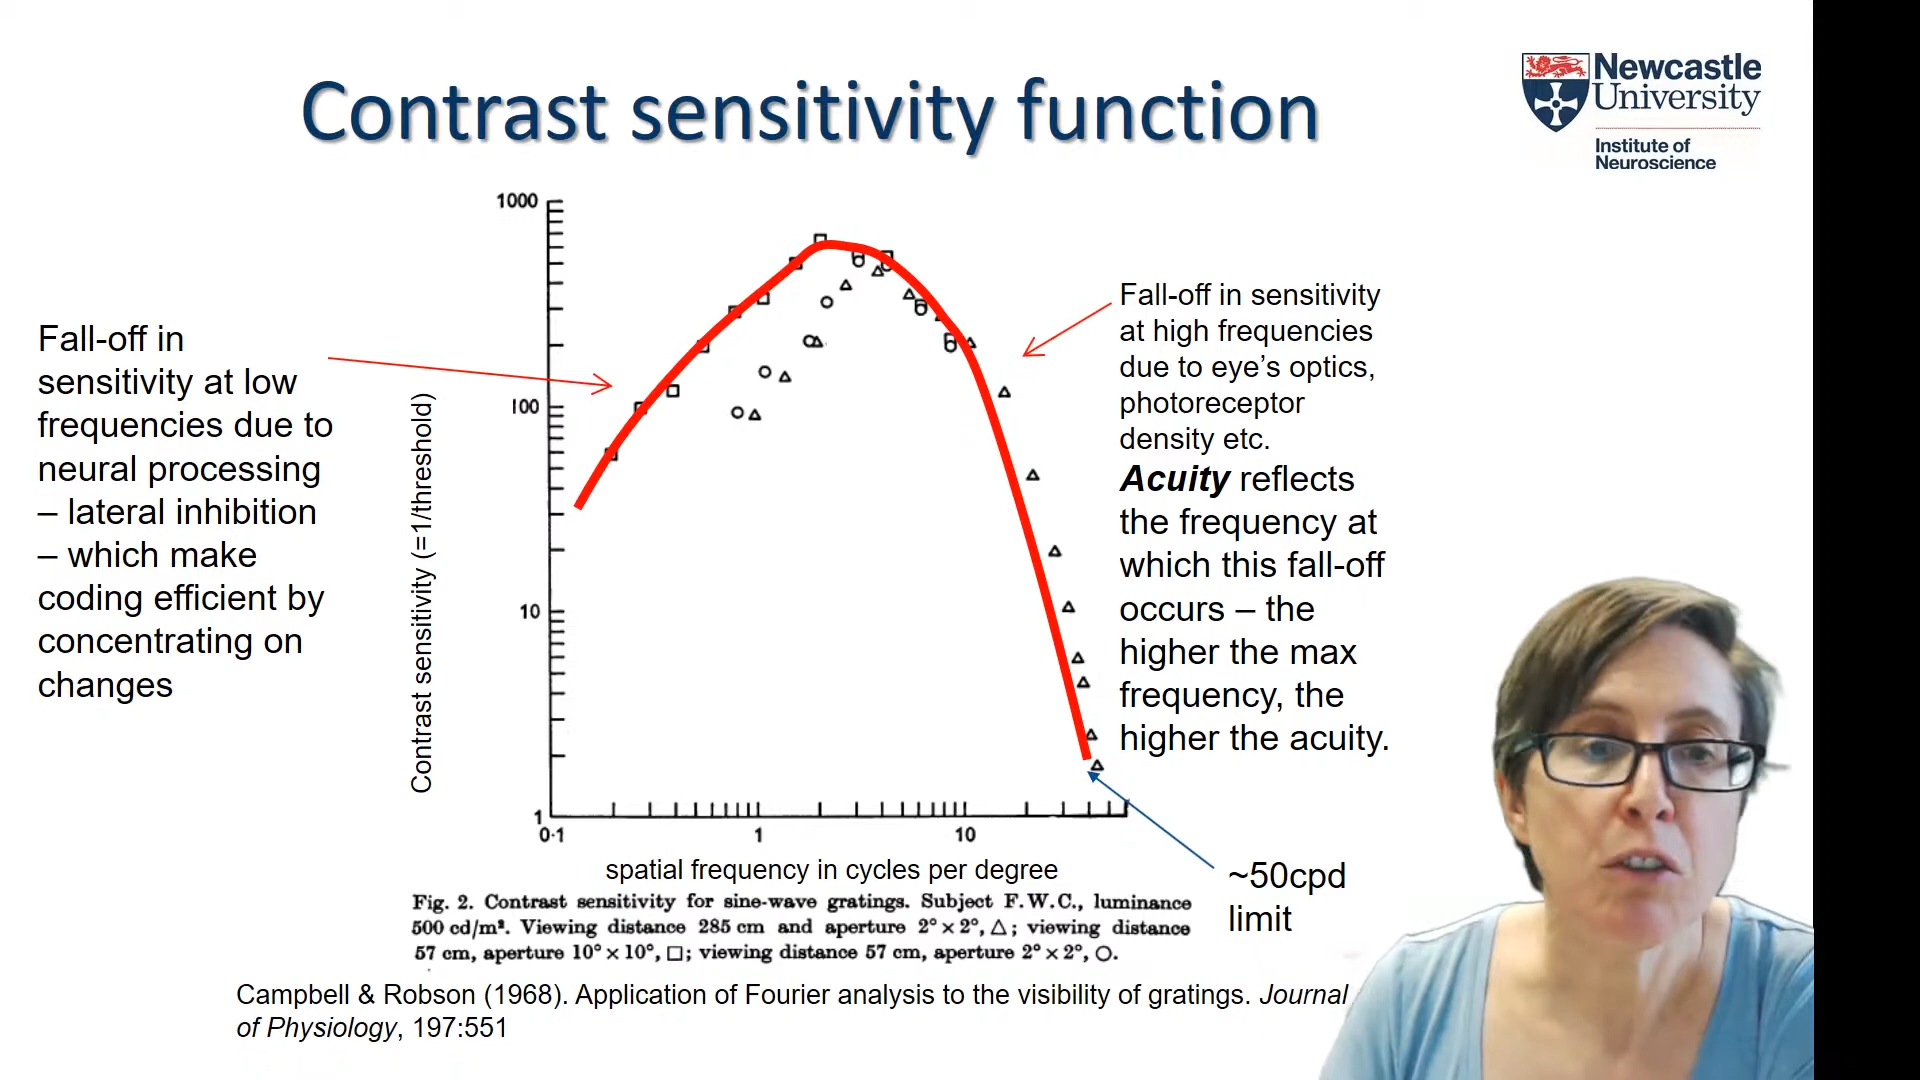 Contrast sensitivity function
Newcastle
University
Institute of
Neuroscience
1000
100
10
1
0·1
1
10
Contrast sensitivity (=1/threshold)
spatial frequency in cycles per degree
Fall-off in
sensitivity at low
frequencies due to
neural processing
– lateral inhibition
– which make
coding efficient by
concentrating on
changes
Fall-off in sensitivity
at high frequencies
due to eye’s optics,
photoreceptor
density etc.
Acuity reflects
the frequency at
which this fall-off
occurs – the
higher the max
frequency, the
higher the acuity.
~50cpd
limit
Fig. 2. Contrast sensitivity for sine-wave gratings. Subject F.W.C., luminance
500 cd/m². Viewing distance 285 cm and aperture 2° × 2°, △; viewing distance
57 cm, aperture 10° × 10°, □; viewing distance 57 cm, aperture 2° × 2°, ○.
Campbell & Robson (1968). Application of Fourier analysis to the visibility of gratings. Journal
of Physiology, 197:551